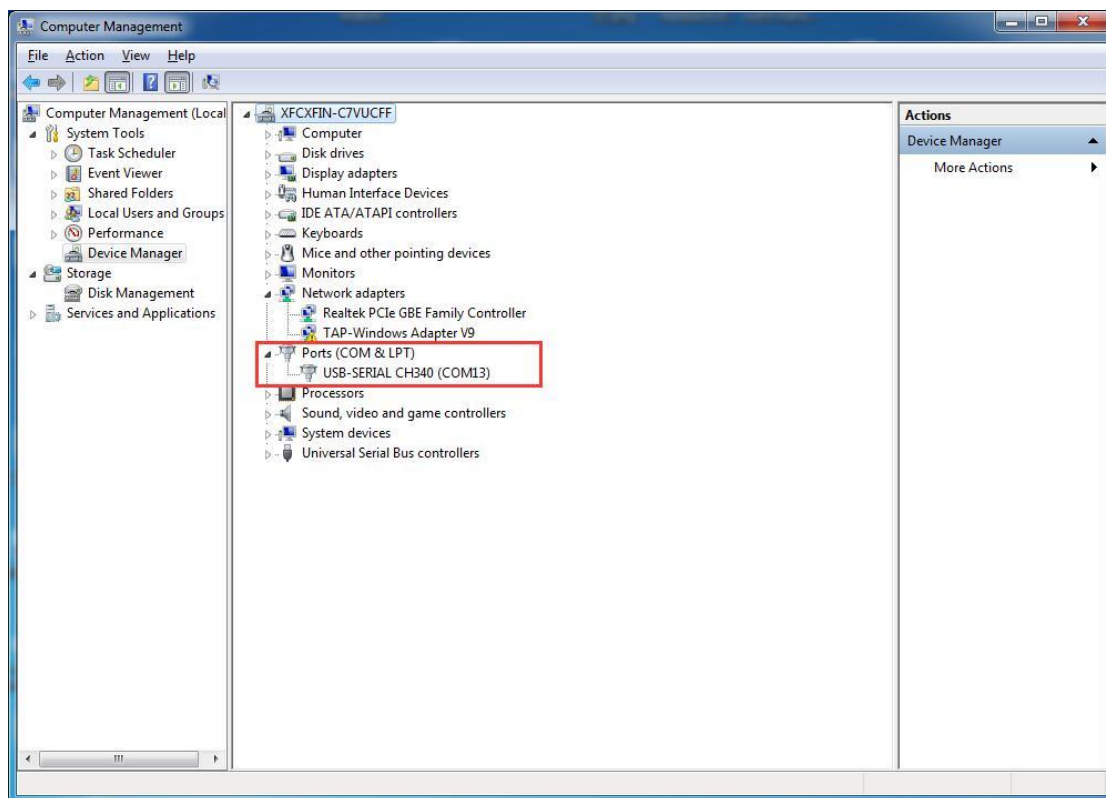 Computer Management
File Action View Help
Computer Management (Local
System Tools
Task Scheduler
Event Viewer
Shared Folders
Local Users and Groups
Performance
Device Manager
Storage
Disk Management
Services and Applications
XFCXFIN-C7VUCFF
Computer
Disk drives
Display adapters
Human Interface Devices
IDE ATA/ATAPI controllers
Keyboards
Mice and other pointing devices
Monitors
Network adapters
Realtek PCIe GBE Family Controller
TAP-Windows Adapter V9
Ports (COM & LPT)
USB-SERIAL CH340 (COM13)
Processors
Sound, video and game controllers
System devices
Universal Serial Bus controllers
Actions
Device Manager
More Actions